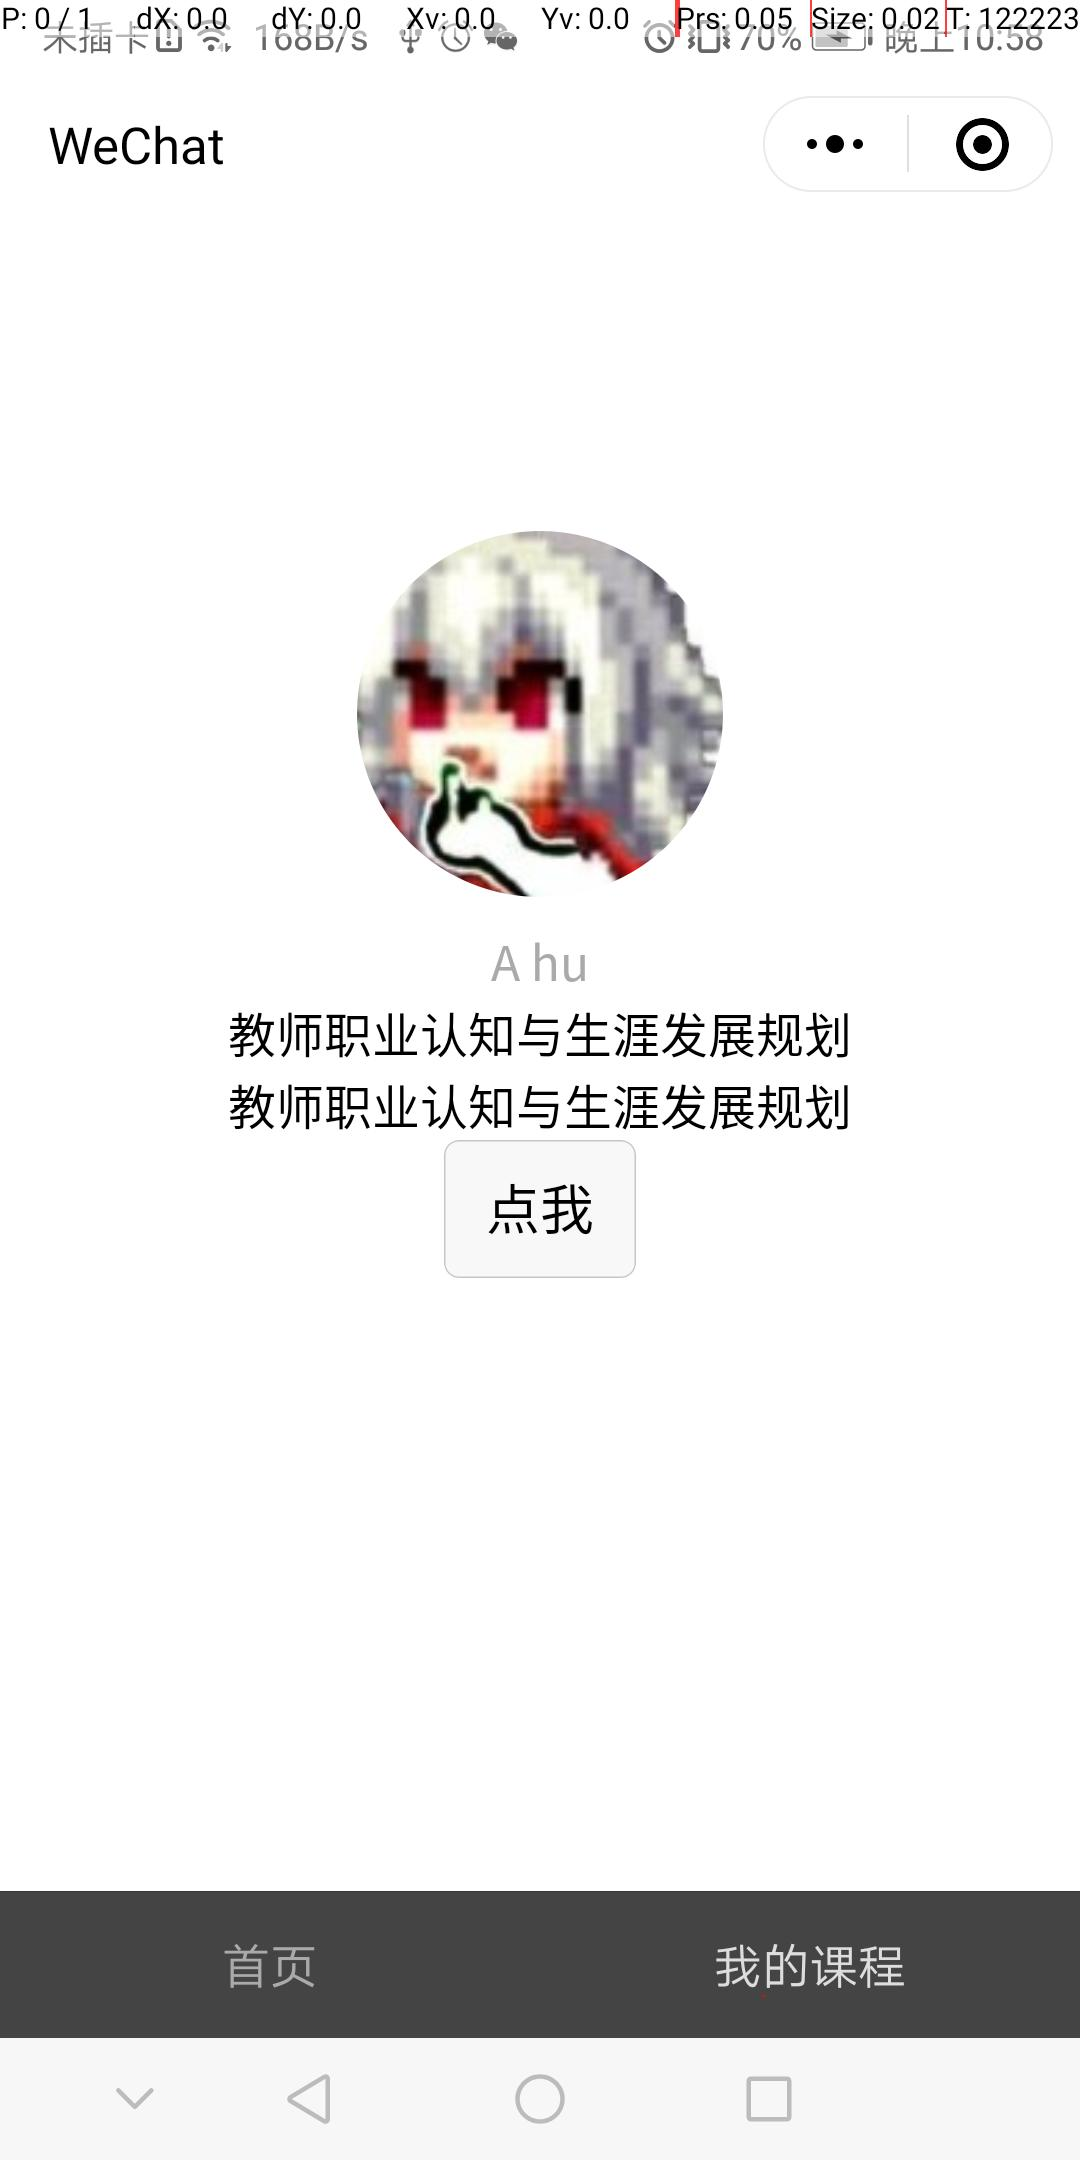 P: 0 / 1 dX: 0.0 dY: 0.0 Xv: 0.0 Yv: 0.0 Prs: 0.05 Size: 0.02 T: 122223
未插卡 168B/s 70% 晚上10:58
WeChat
A hu
教师职业认知与生涯发展规划
教师职业认知与生涯发展规划
点我
首页 我的课程